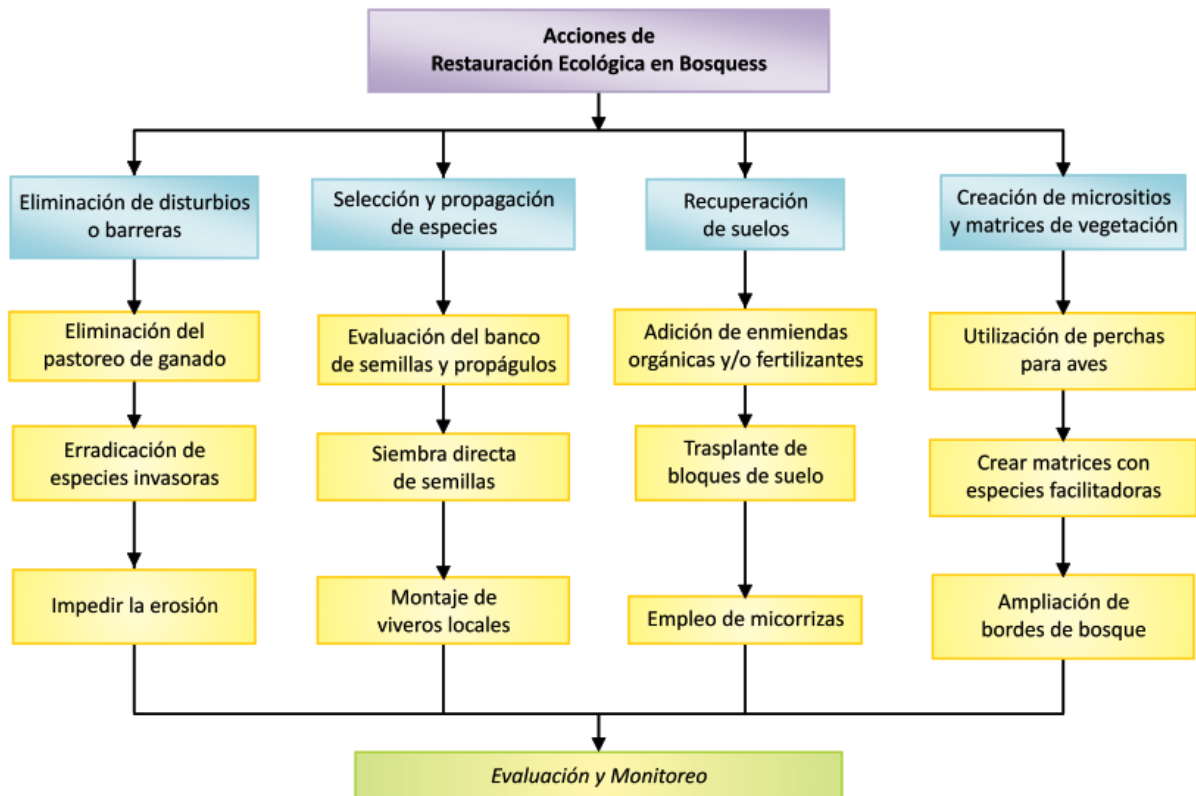 Acciones de
Restauración Ecológica en Bosquess
Eliminación de disturbios
o barreras
Selección y propagación
de especies
Recuperación
de suelos
Creación de micrositios
y matrices de vegetación
Eliminación del
pastoreo de ganado
Evaluación del banco
de semillas y propágulos
Adición de enmiendas
orgánicas y/o fertilizantes
Utilización de perchas
para aves
Erradicación de
especies invasoras
Siembra directa
de semillas
Trasplante de
bloques de suelo
Crear matrices con
especies facilitadoras
Impedir la erosión
Montaje de
viveros locales
Empleo de micorrizas
Ampliación de
bordes de bosque
Evaluación y Monitoreo